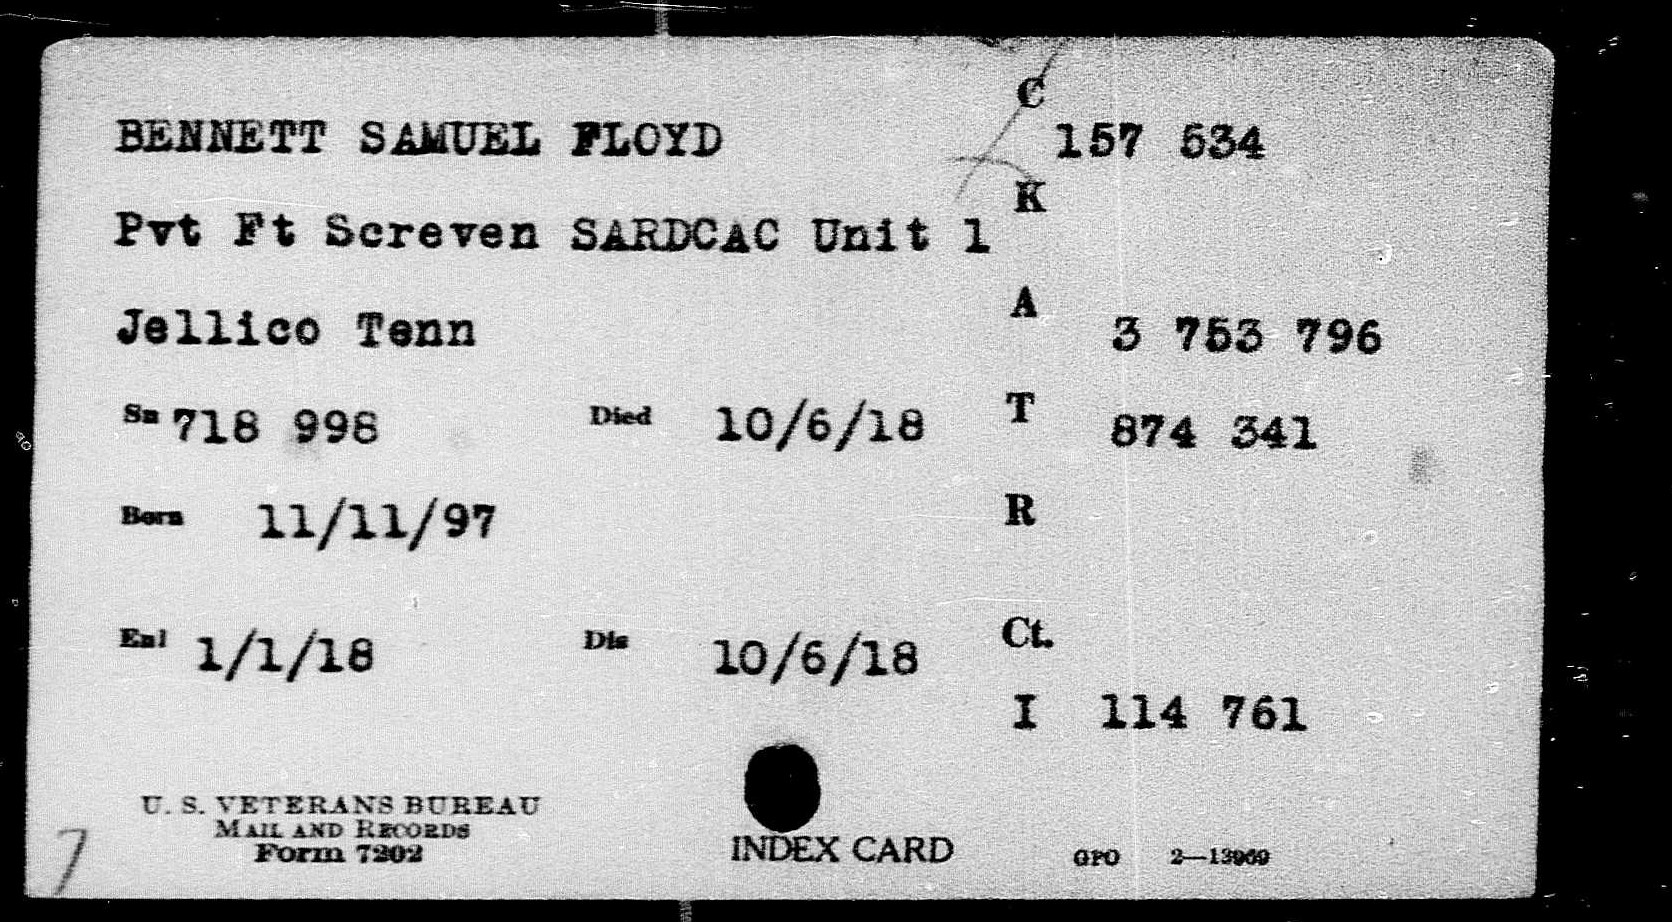 C
BENNETT SAMUEL FLOYD 157 534
K
Pvt Ft Screven SARDCAC Unit 1
A
Jellico Tenn 3 753 796
Sn 718 998 Died 10/6/18 T 874 341
Born 11/11/97 R
Enl 1/1/18 Dis 10/6/18 Ct.
I 114 761
U. S. VETERANS BUREAU
MAIL AND RECORDS
Form 7202 INDEX CARD GPO 2—13969
7